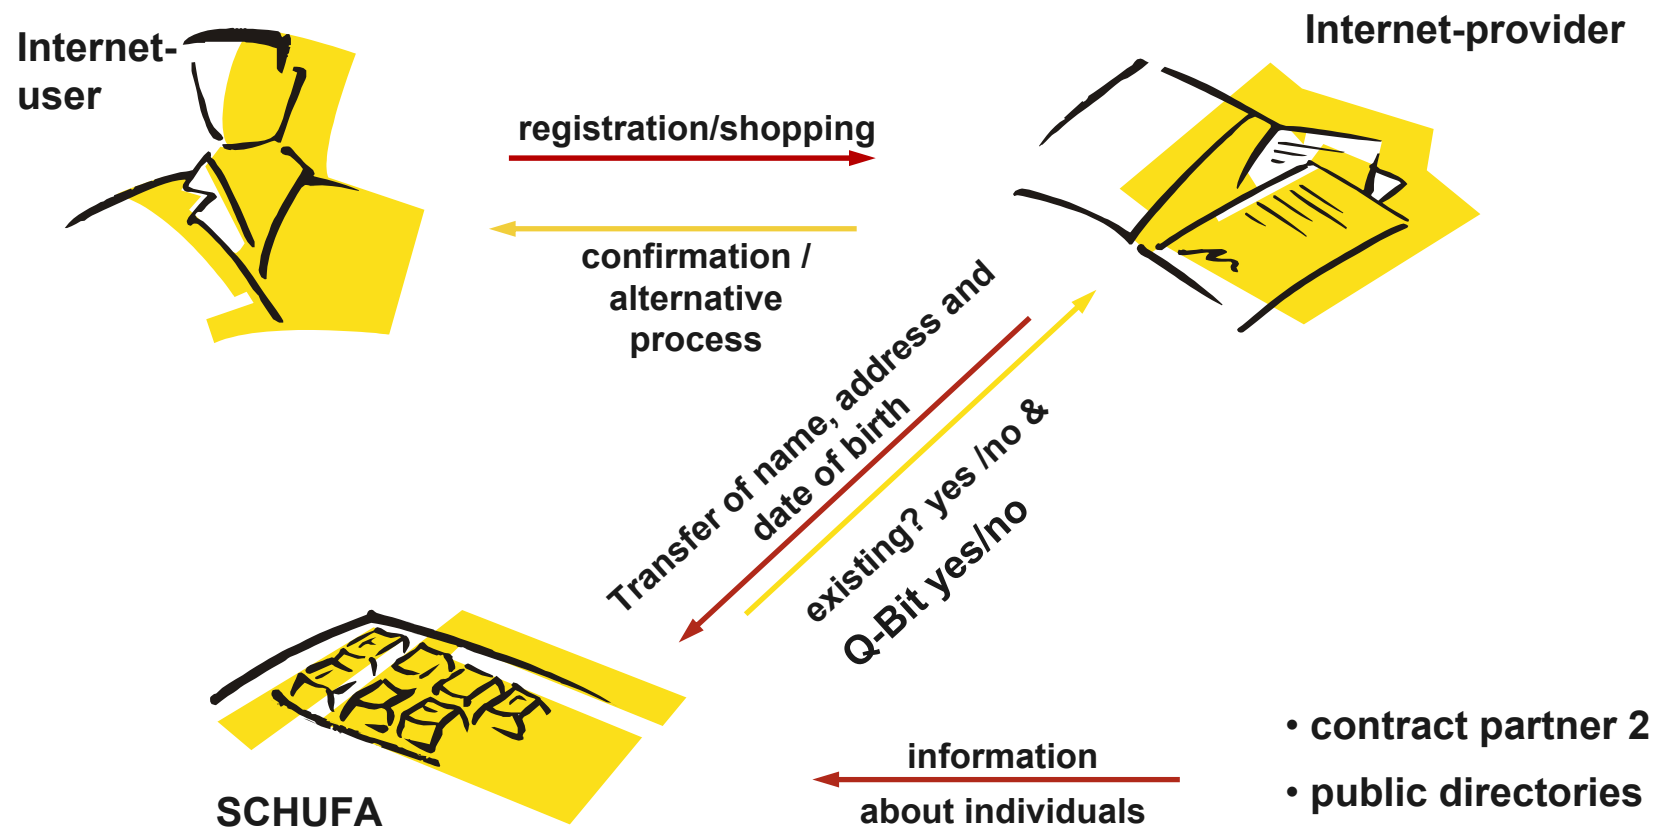 Internet-
user
Internet-provider
registration/shopping
confirmation /
alternative
process
Transfer of name, address and
date of birth
existing? yes /no &
Q-Bit yes/no
SCHUFA
information
about individuals
• contract partner 2
• public directories